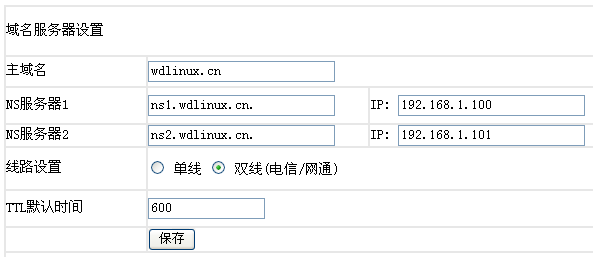 域名服务器设置
主域名 wdlinux.cn
NS服务器1 ns1.wdlinux.cn. IP: 192.168.1.100
NS服务器2 ns2.wdlinux.cn. IP: 192.168.1.101
线路设置 单线 双线(电信/网通)
TTL默认时间 600
保存